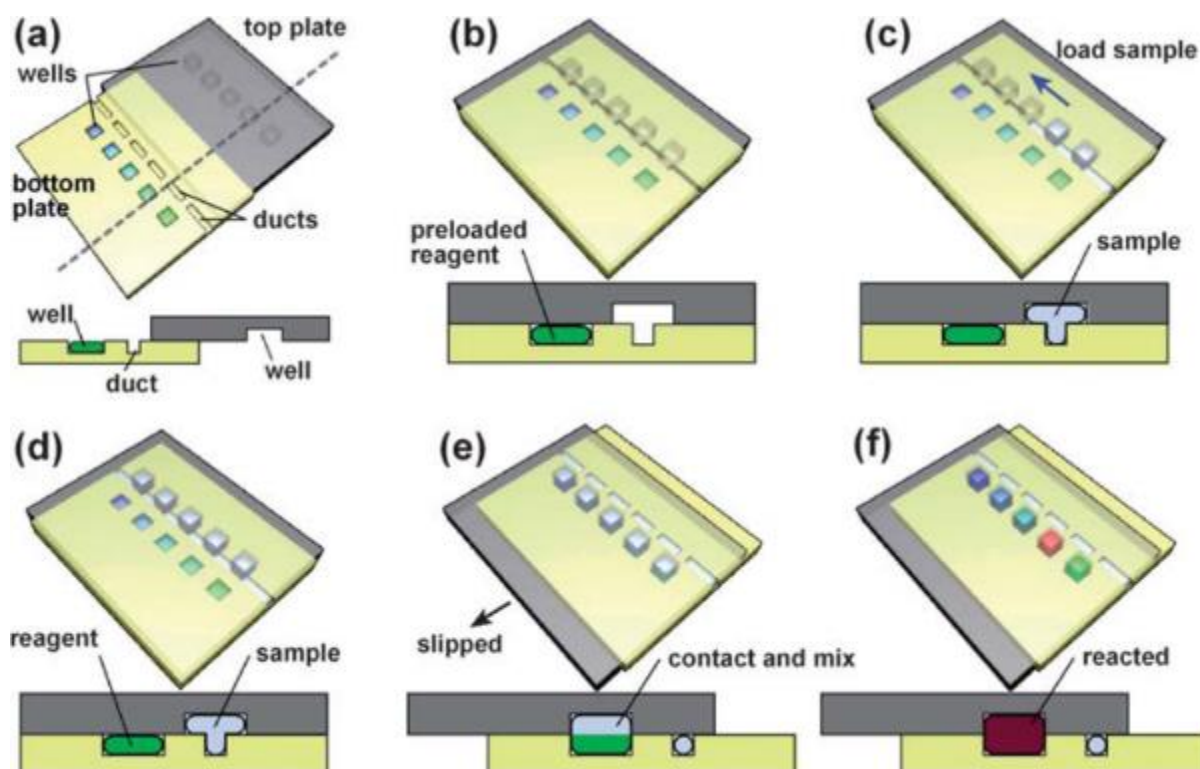 (a)
top plate
wells
bottom
plate
ducts
well
duct
well
(b)
preloaded
reagent
(c)
load sample
sample
(d)
reagent
sample
(e)
slipped
contact and mix
(f)
reacted